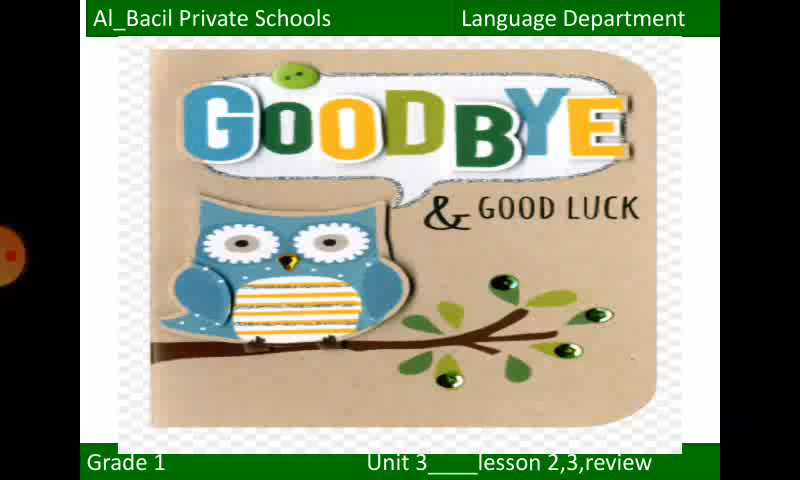 Al_Bacil Private Schools Language Department
GOODBYE
& GOOD LUCK
Grade 1 Unit 3____lesson 2,3,review